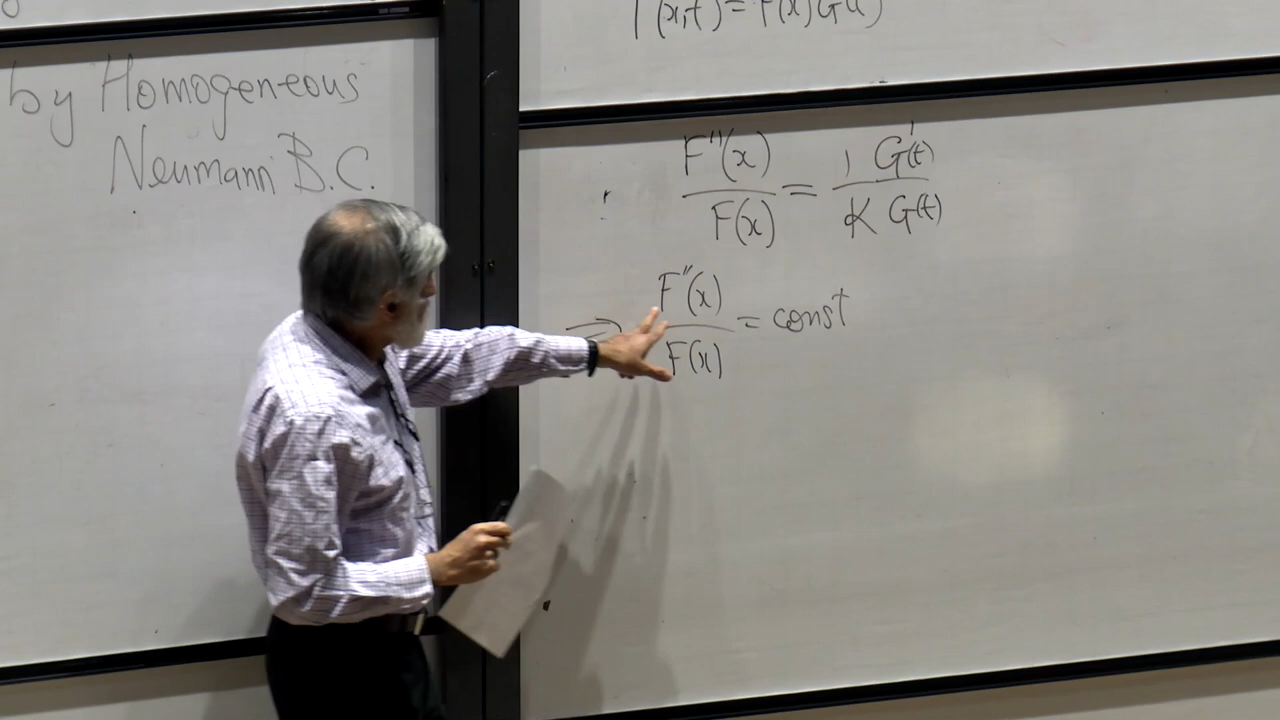 by Homogeneous
Neumann B.C.
T(x,t) = F(x)G(t)
F''(x) / F(x) = 1 G'(t) / K G(t)
⇒ F''(x) / F(x) = const